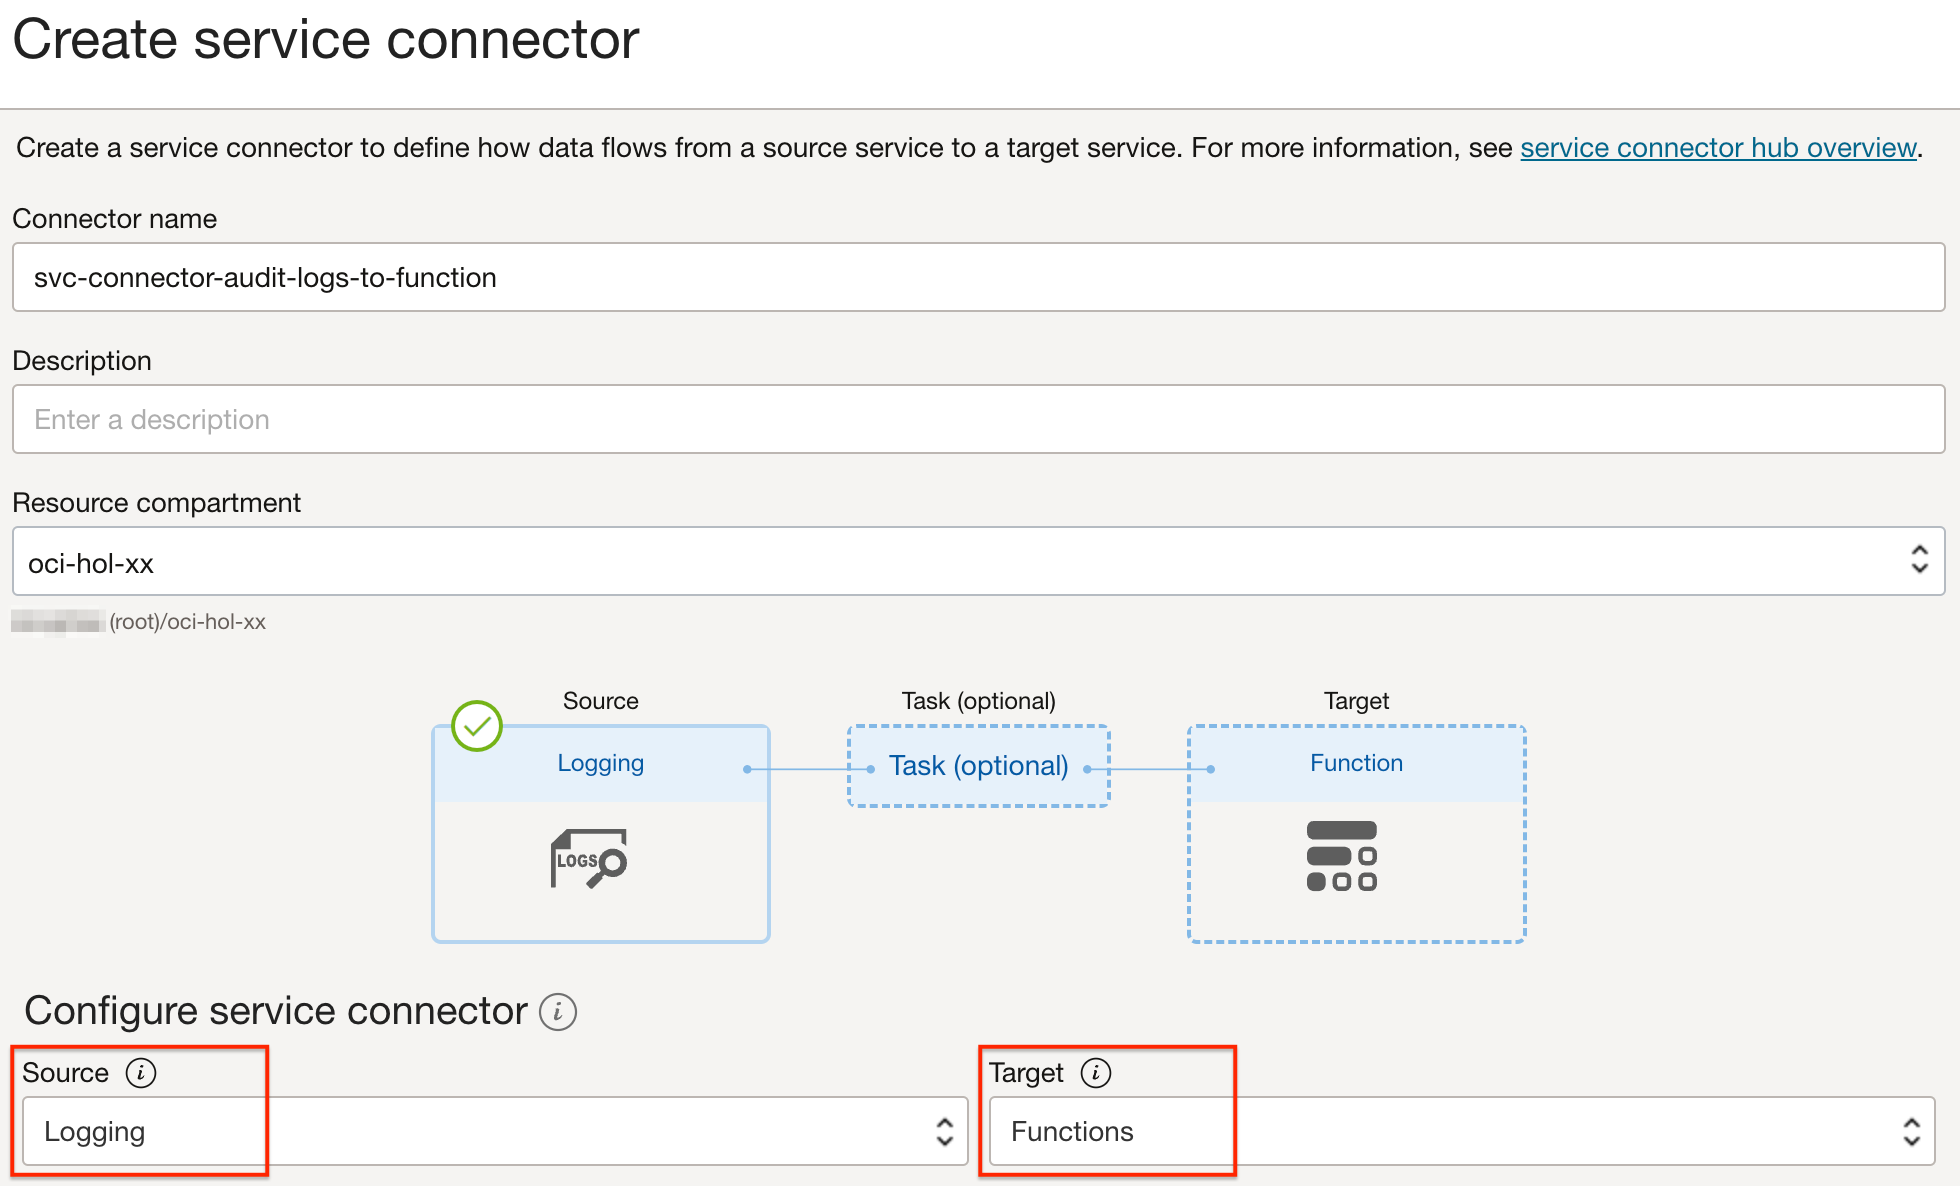 Create service connector
Create a service connector to define how data flows from a source service to a target service. For more information, see service connector hub overview.
Connector name
svc-connector-audit-logs-to-function
Description
Enter a description
Resource compartment
oci-hol-xx
(root)/oci-hol-xx
Source
Task (optional)
Target
Logging
Task (optional)
Function
LOGS
Configure service connector i
Source i
Target i
Logging
Functions